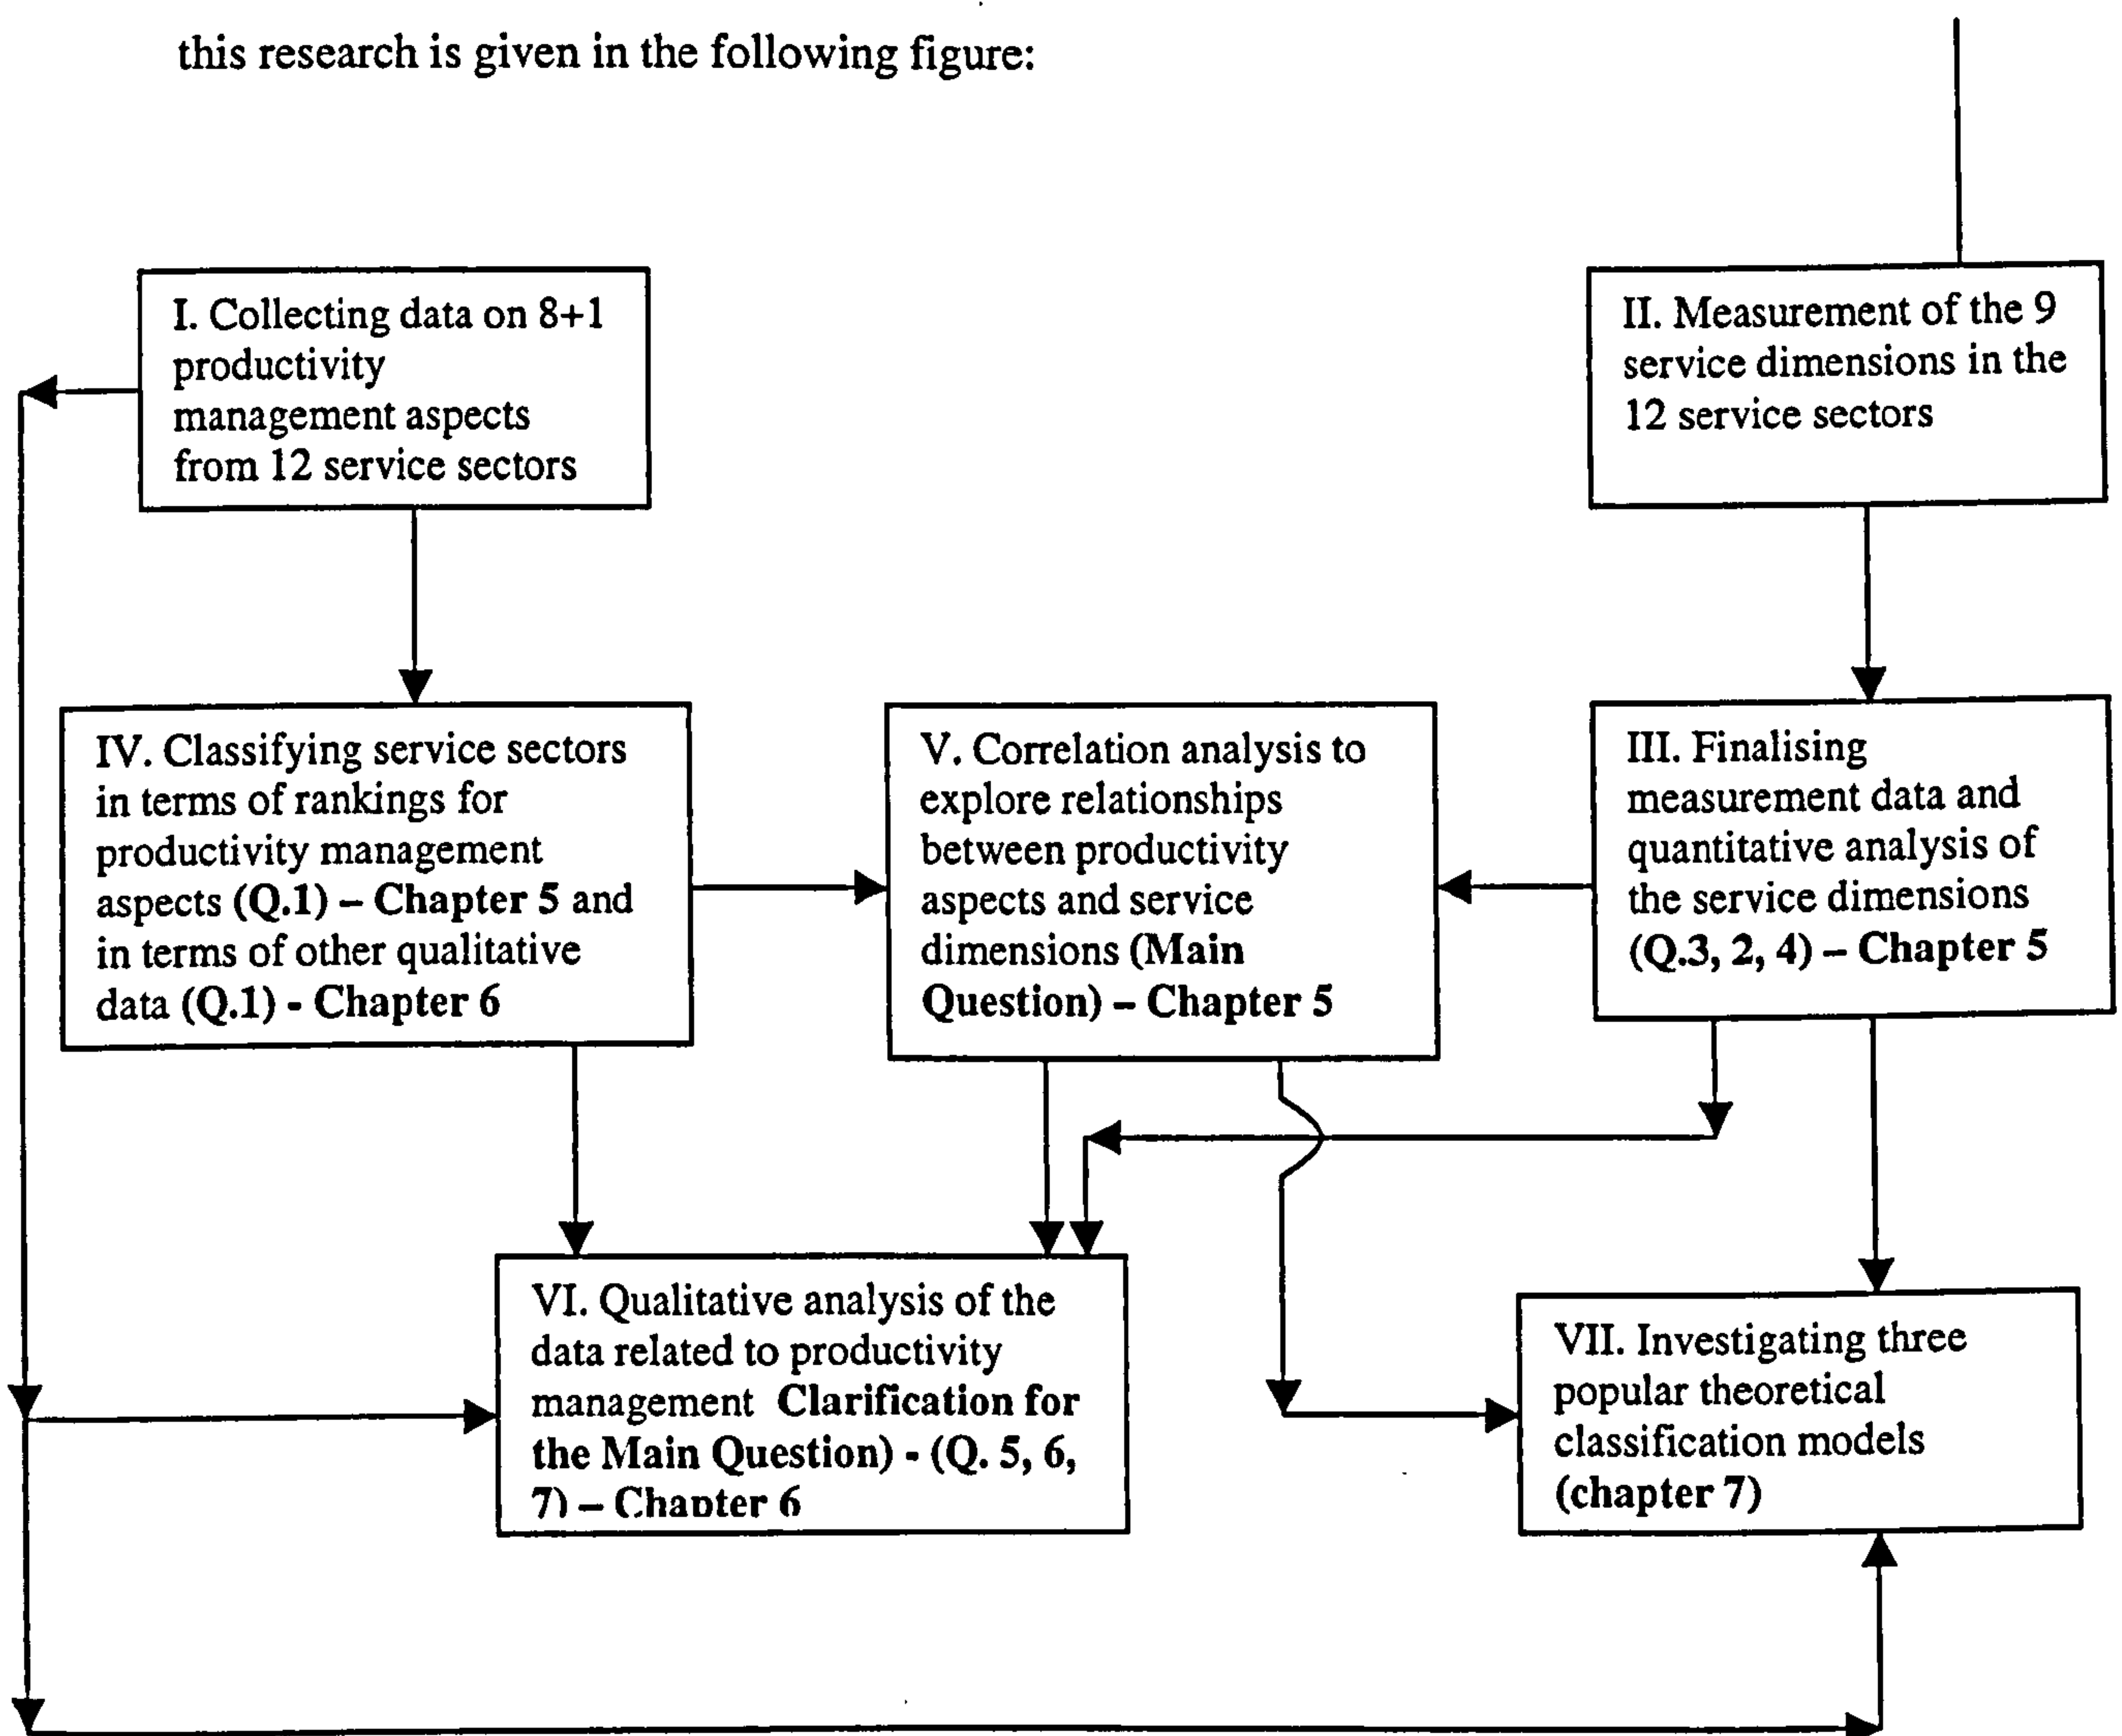 this research is given in the following figure:
I. Collecting data on 8+1
productivity
management aspects
from 12 service sectors
II. Measurement of the 9
service dimensions in the
12 service sectors
IV. Classifying service sectors
in terms of rankings for
productivity management
aspects (Q.1) – Chapter 5 and
in terms of other qualitative
data (Q.1) - Chapter 6
V. Correlation analysis to
explore relationships
between productivity
aspects and service
dimensions (Main
Question) – Chapter 5
III. Finalising
measurement data and
quantitative analysis of
the service dimensions
(Q.3, 2, 4) – Chapter 5
VI. Qualitative analysis of the
data related to productivity
management Clarification for
the Main Question) - (Q. 5, 6,
7) – Chapter 6
VII. Investigating three
popular theoretical
classification models
(chapter 7)